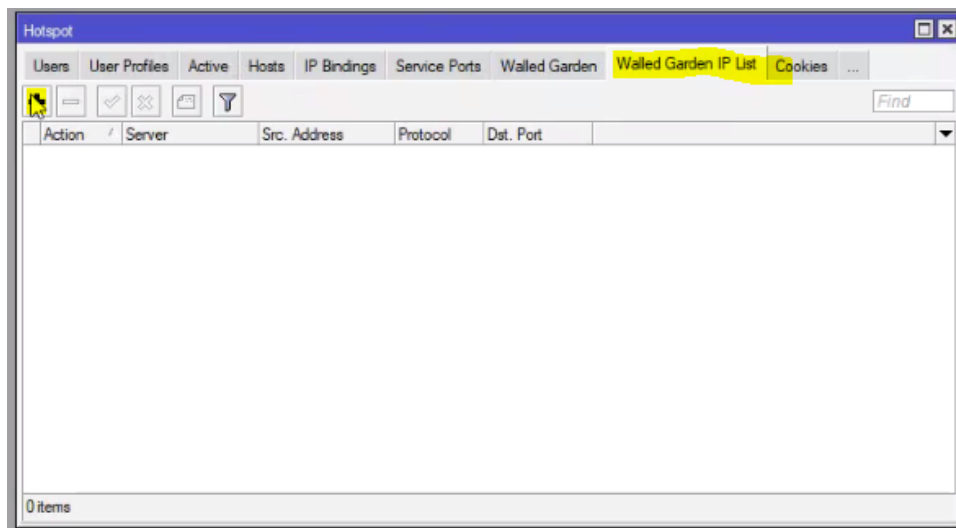 Hotspot
Users User Profiles Active Hosts IP Bindings Service Ports Walled Garden Walled Garden IP List Cookies ...
Find
Action Server Src. Address Protocol Dst. Port
0 items